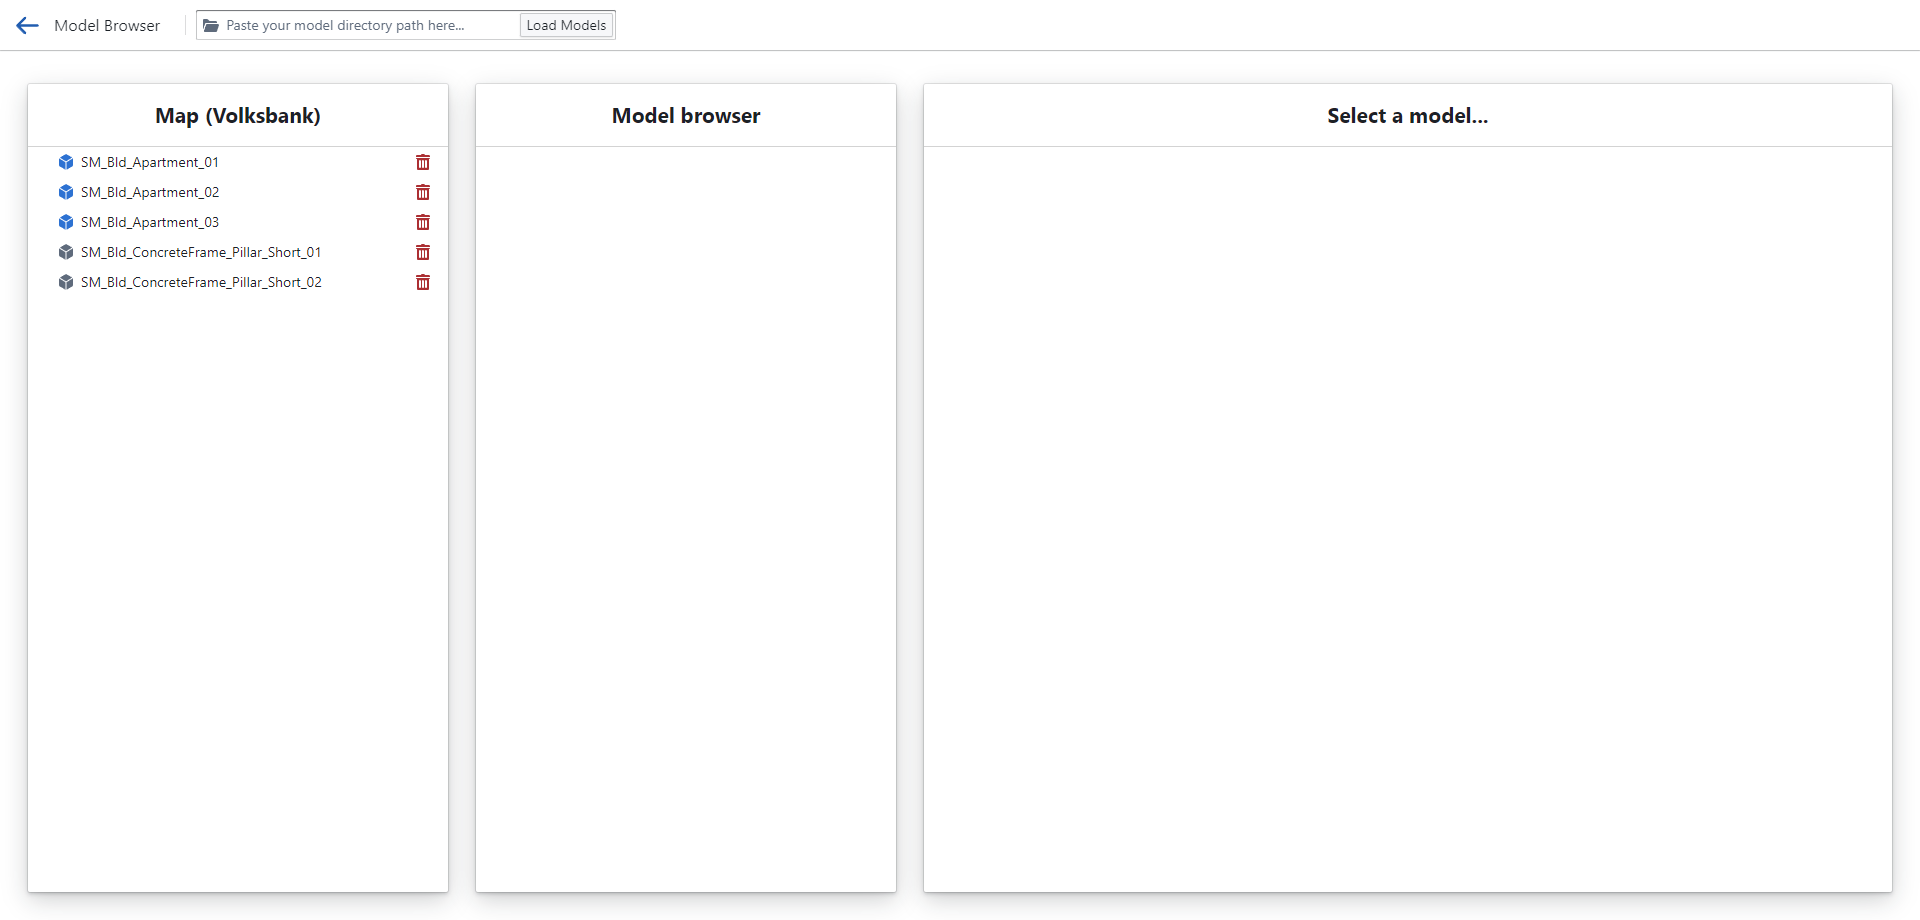 Model Browser
Paste your model directory path here...
Load Models
Map (Volksbank)
SM_Bld_Apartment_01
SM_Bld_Apartment_02
SM_Bld_Apartment_03
SM_Bld_ConcreteFrame_Pillar_Short_01
SM_Bld_ConcreteFrame_Pillar_Short_02
Model browser
Select a model...